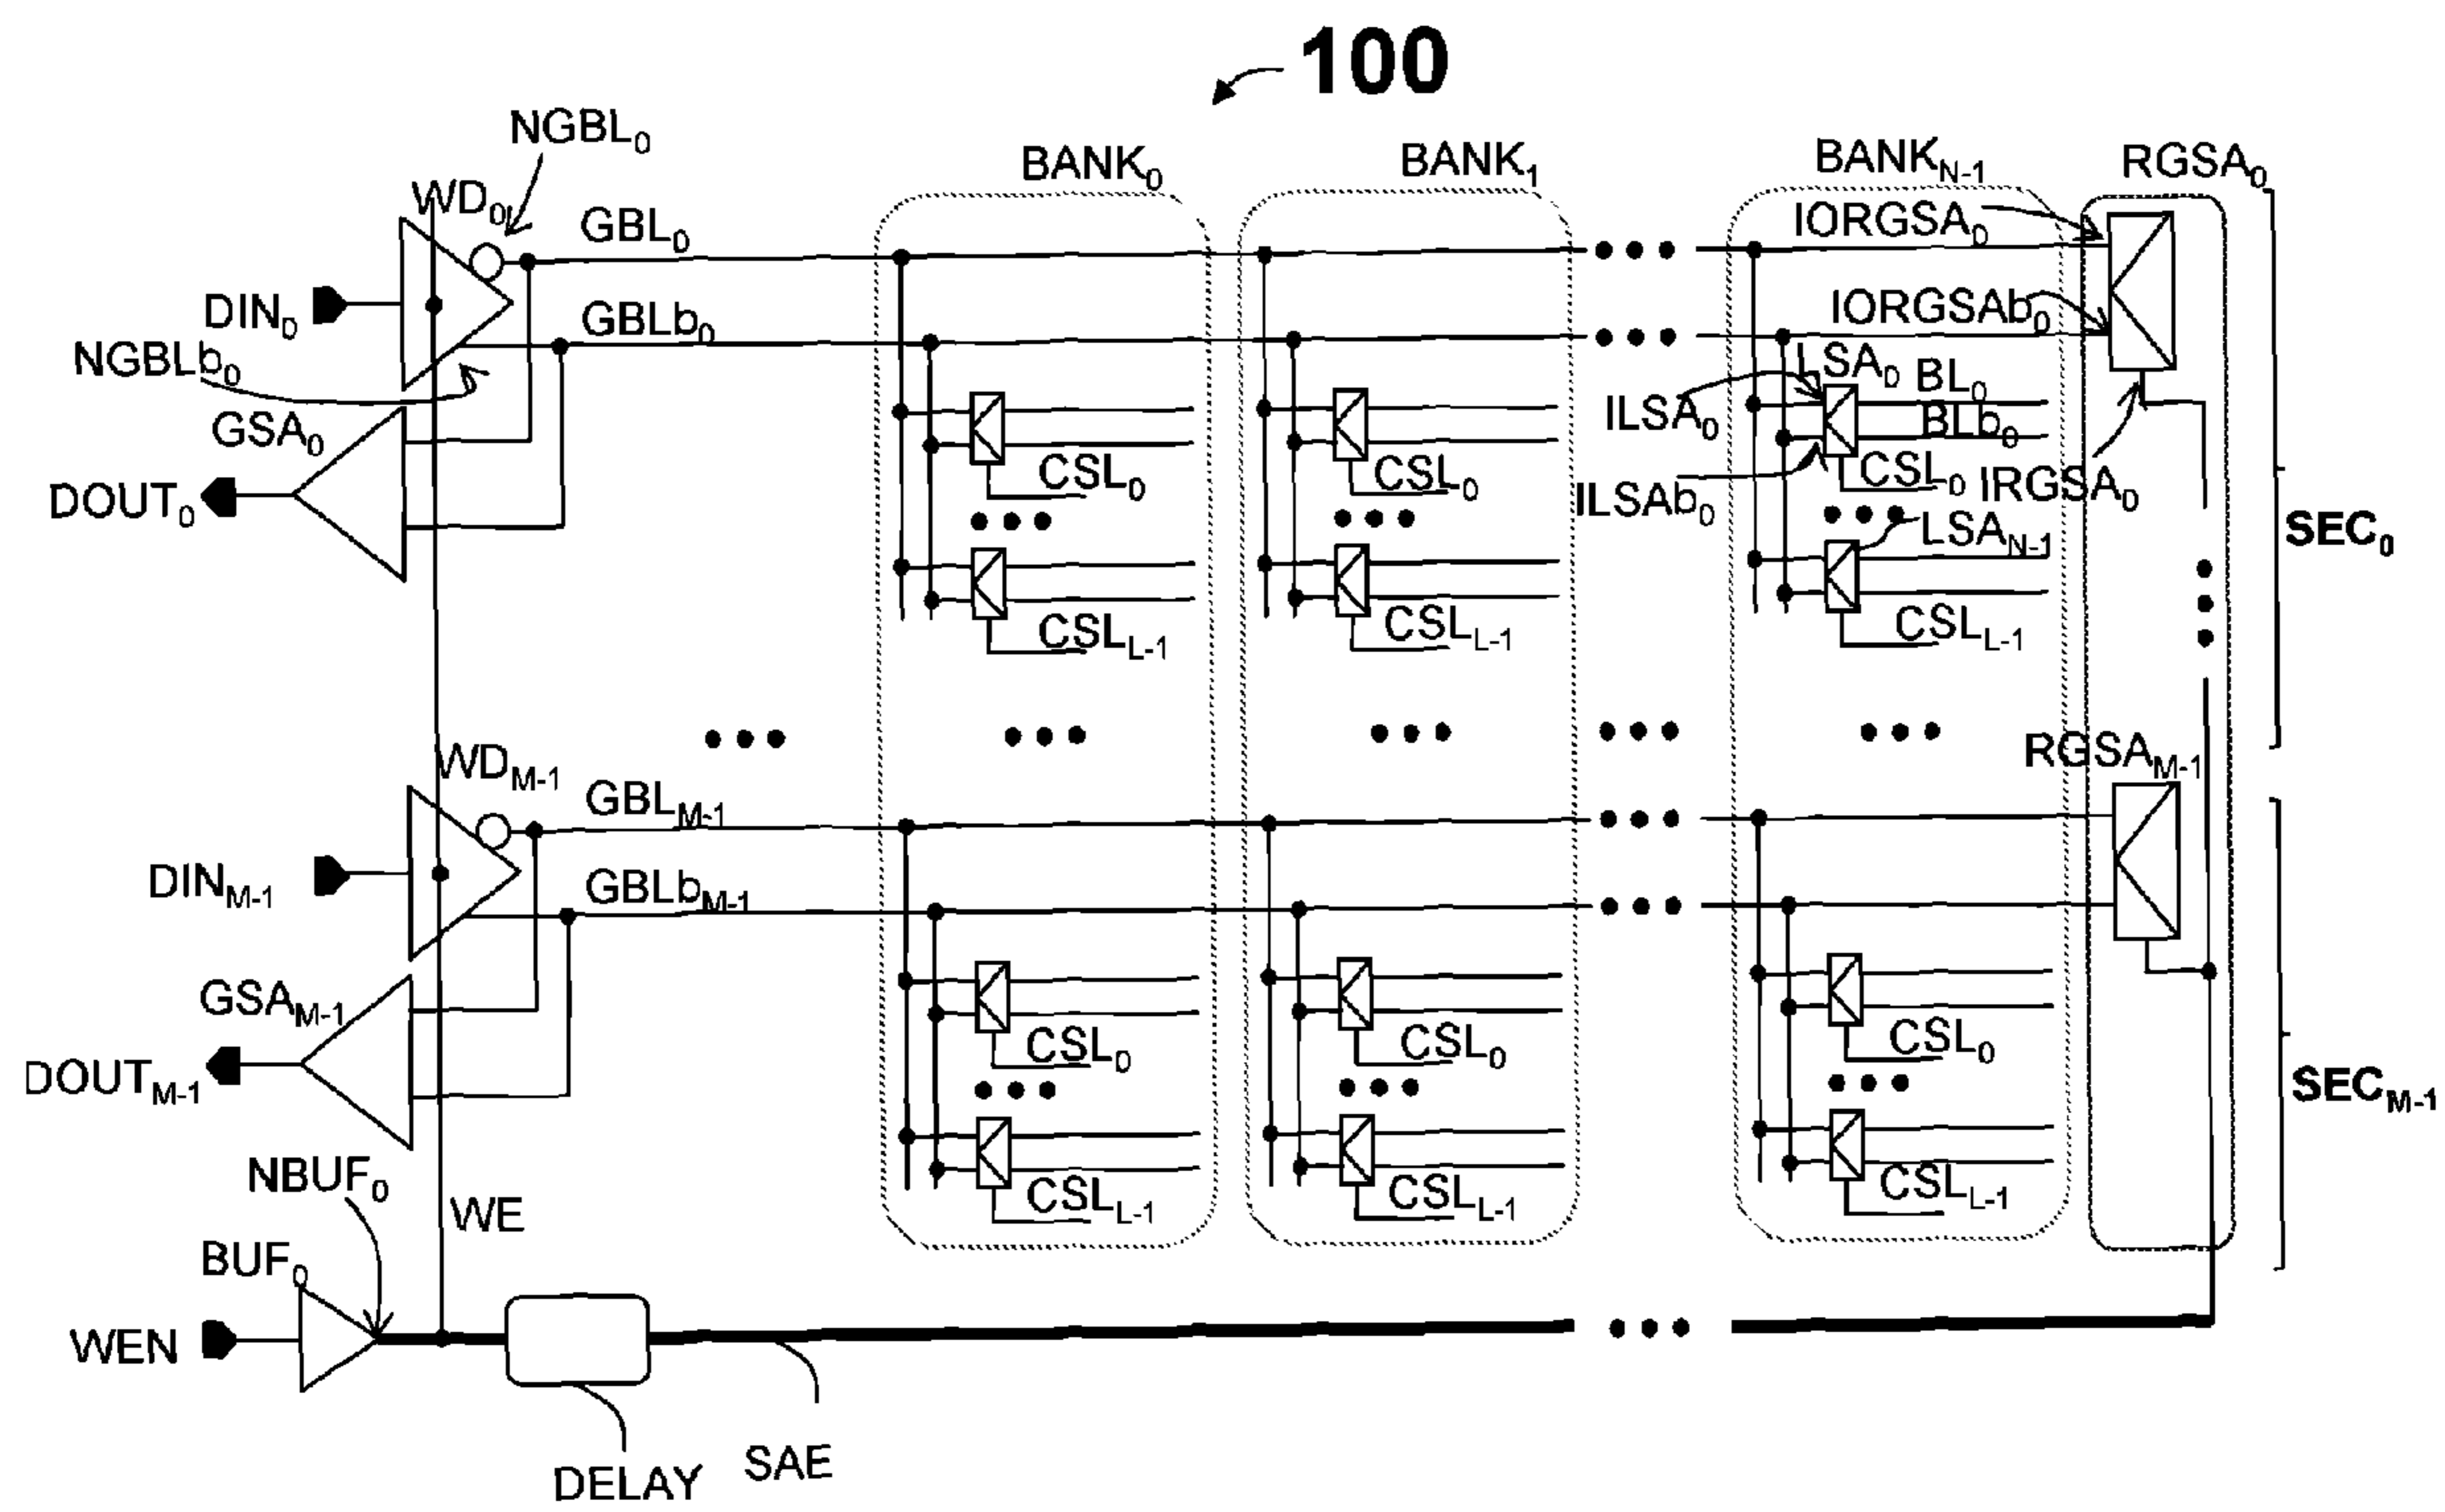 100
NGBL0
BANK0
BANK1
BANKN-1
RGSA0
WD0
GBL0
IORGSA0
DIN0
GBLb0
IORGSAb0
NGBLb0
LSA0
BL0
GSA0
ILSA0
BLb0
CSL0
CSL0
CSL0
IRGSA0
DOUT0
ILSAb0
LSAN-1
SEC0
CSLL-1
CSLL-1
CSLL-1
WDM-1
RGSAM-1
GBLM-1
DINM-1
GBLbM-1
GSAM-1
CSL0
CSL0
CSL0
DOUTM-1
SECM-1
NBUF0
CSLL-1
CSLL-1
CSLL-1
WE
BUF0
WEN
DELAY
SAE